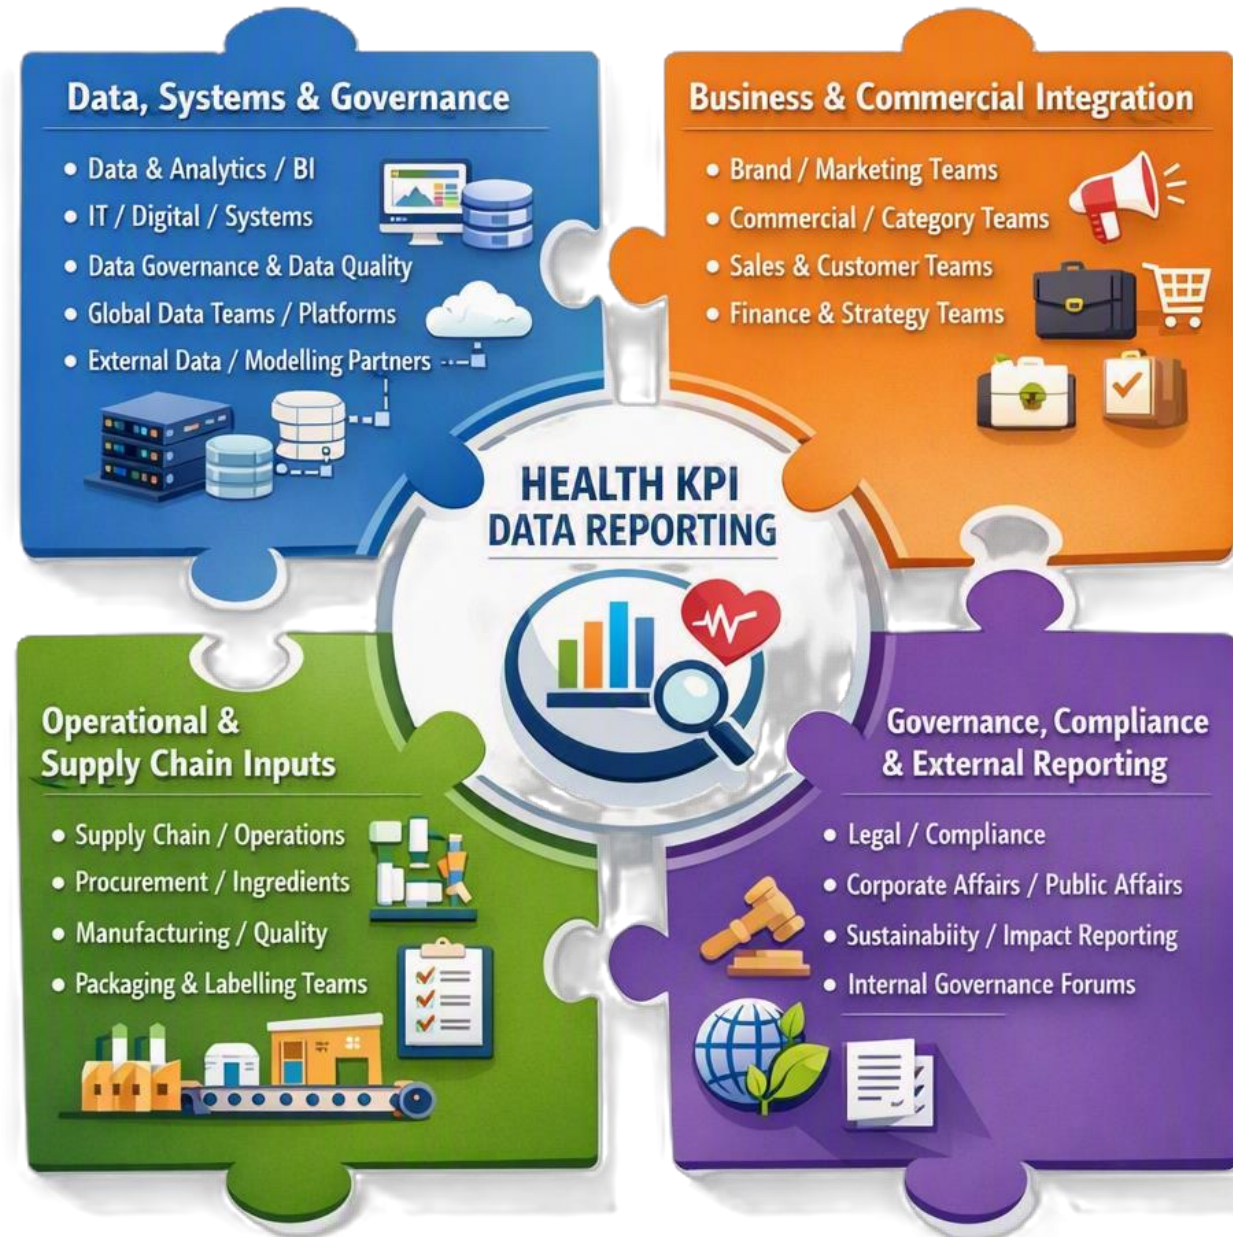 Data, Systems & Governance
• Data & Analytics / BI
• IT / Digital / Systems
• Data Governance & Data Quality
• Global Data Teams / Platforms
• External Data / Modelling Partners
Business & Commercial Integration
• Brand / Marketing Teams
• Commercial / Category Teams
• Sales & Customer Teams
• Finance & Strategy Teams
HEALTH KPI
DATA REPORTING
Operational &
Supply Chain Inputs
• Supply Chain / Operations
• Procurement / Ingredients
• Manufacturing / Quality
• Packaging & Labelling Teams
Governance, Compliance
& External Reporting
• Legal / Compliance
• Corporate Affairs / Public Affairs
• Sustainabiity / Impact Reporting
• Internal Governance Forums